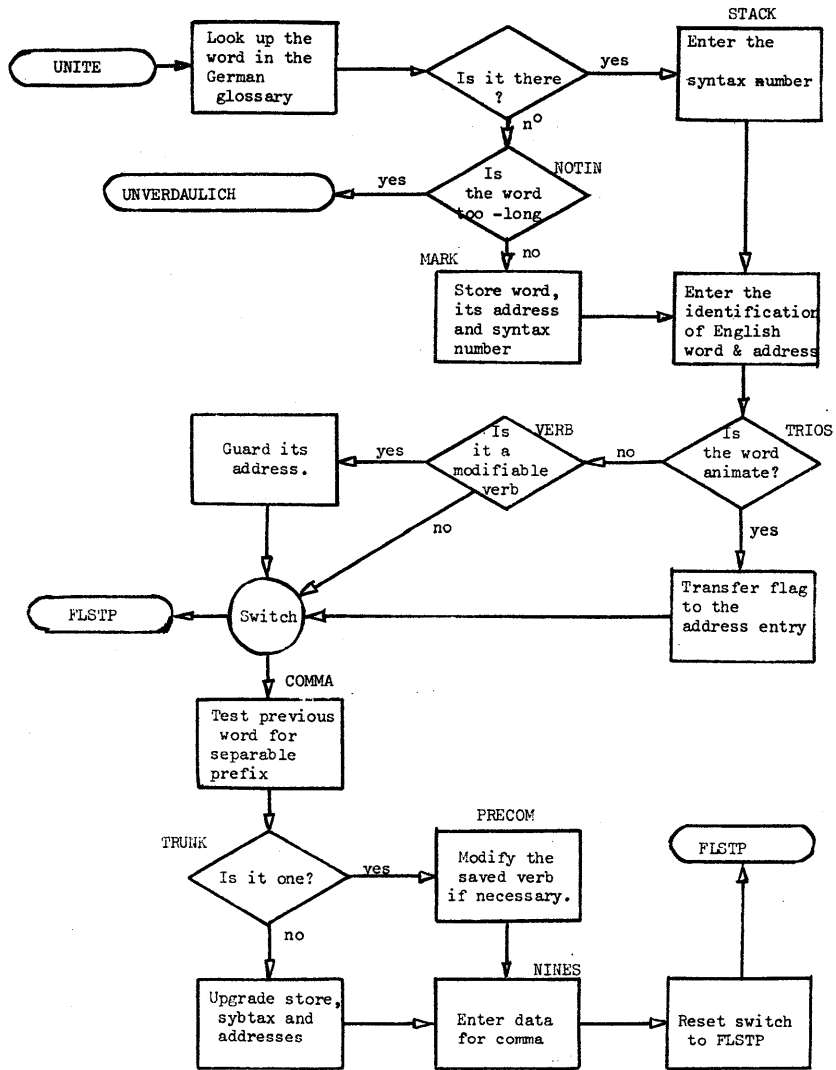 UNITE
Look up the
word in the
German
glossary
Is it there
?
yes
STACK
Enter the
syntax number
no
UNVERDAULICH
yes
Is
the word
too -long
NOTIN
no
MARK
Store word,
its address
and syntax
number
Enter the
identification
of English
word & address
Guard its
address.
yes
Is
it a
modifiable
verb
VERB
no
Is
the word
animate?
TRIOS
no
yes
FLSTP
Switch
Transfer flag
to the
address entry
COMMA
Test previous
word for
separable
prefix
TRUNK
Is it one?
yes
PRECOM
Modify the
saved verb
if necessary.
FLSTP
no
Upgrade store,
sybtax and
addresses
NINES
Enter data
for comma
Reset switch
to FLSTP